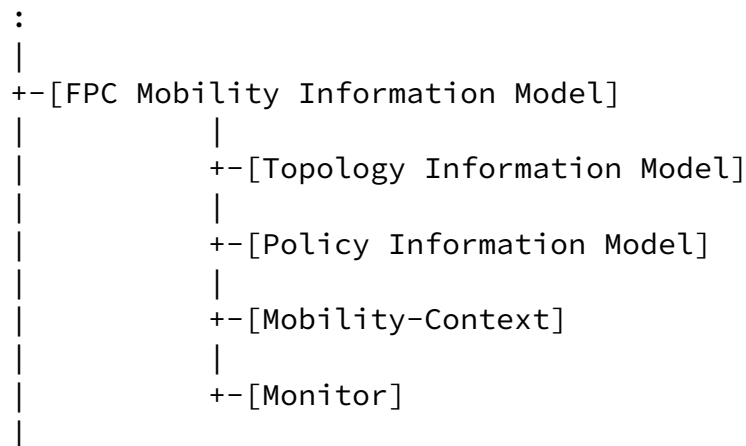 :
|
+-[FPC Mobility Information Model]
|          |
|          +-[Topology Information Model]
|          |
|          +-[Policy Information Model]
|          |
|          +-[Mobility-Context]
|          |
|          +-[Monitor]
|